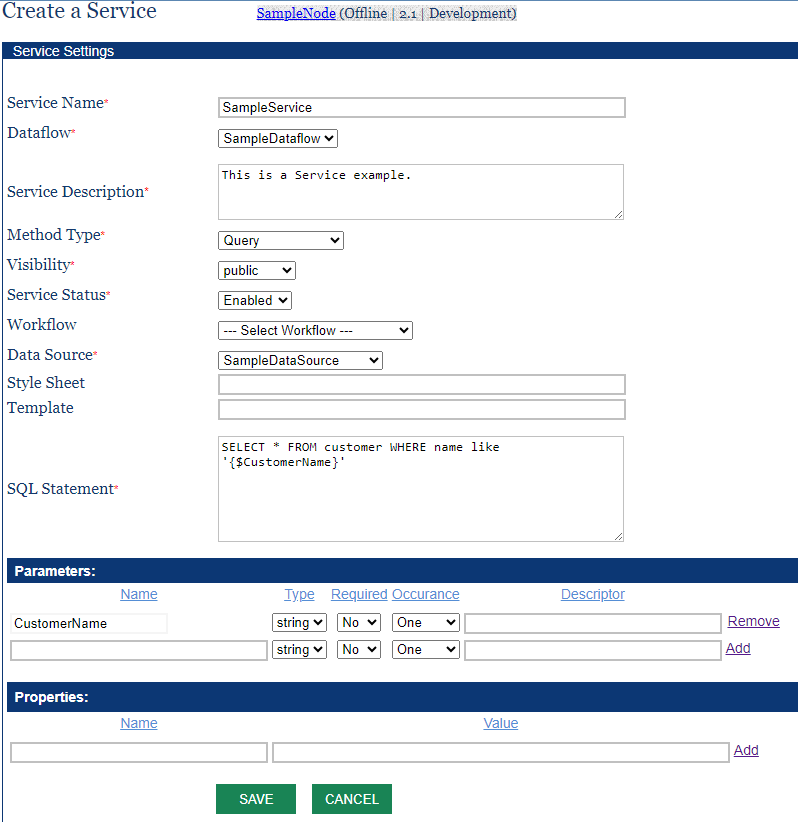 Create a Service
SampleNode (Offline | 2.1 | Development)
Service Settings
Service Name*
SampleService
Dataflow*
SampleDataflow
Service Description*
This is a Service example.
Method Type*
Query
Visibility*
public
Service Status*
Enabled
Workflow
--- Select Workflow ---
Data Source*
SampleDataSource
Style Sheet
Template
SQL Statement*
SELECT * FROM customer WHERE name like
'{$CustomerName}'
Parameters:
Name Type Required Occurance Descriptor
CustomerName string No One Remove
string No One Add
Properties:
Name Value
Add
SAVE CANCEL